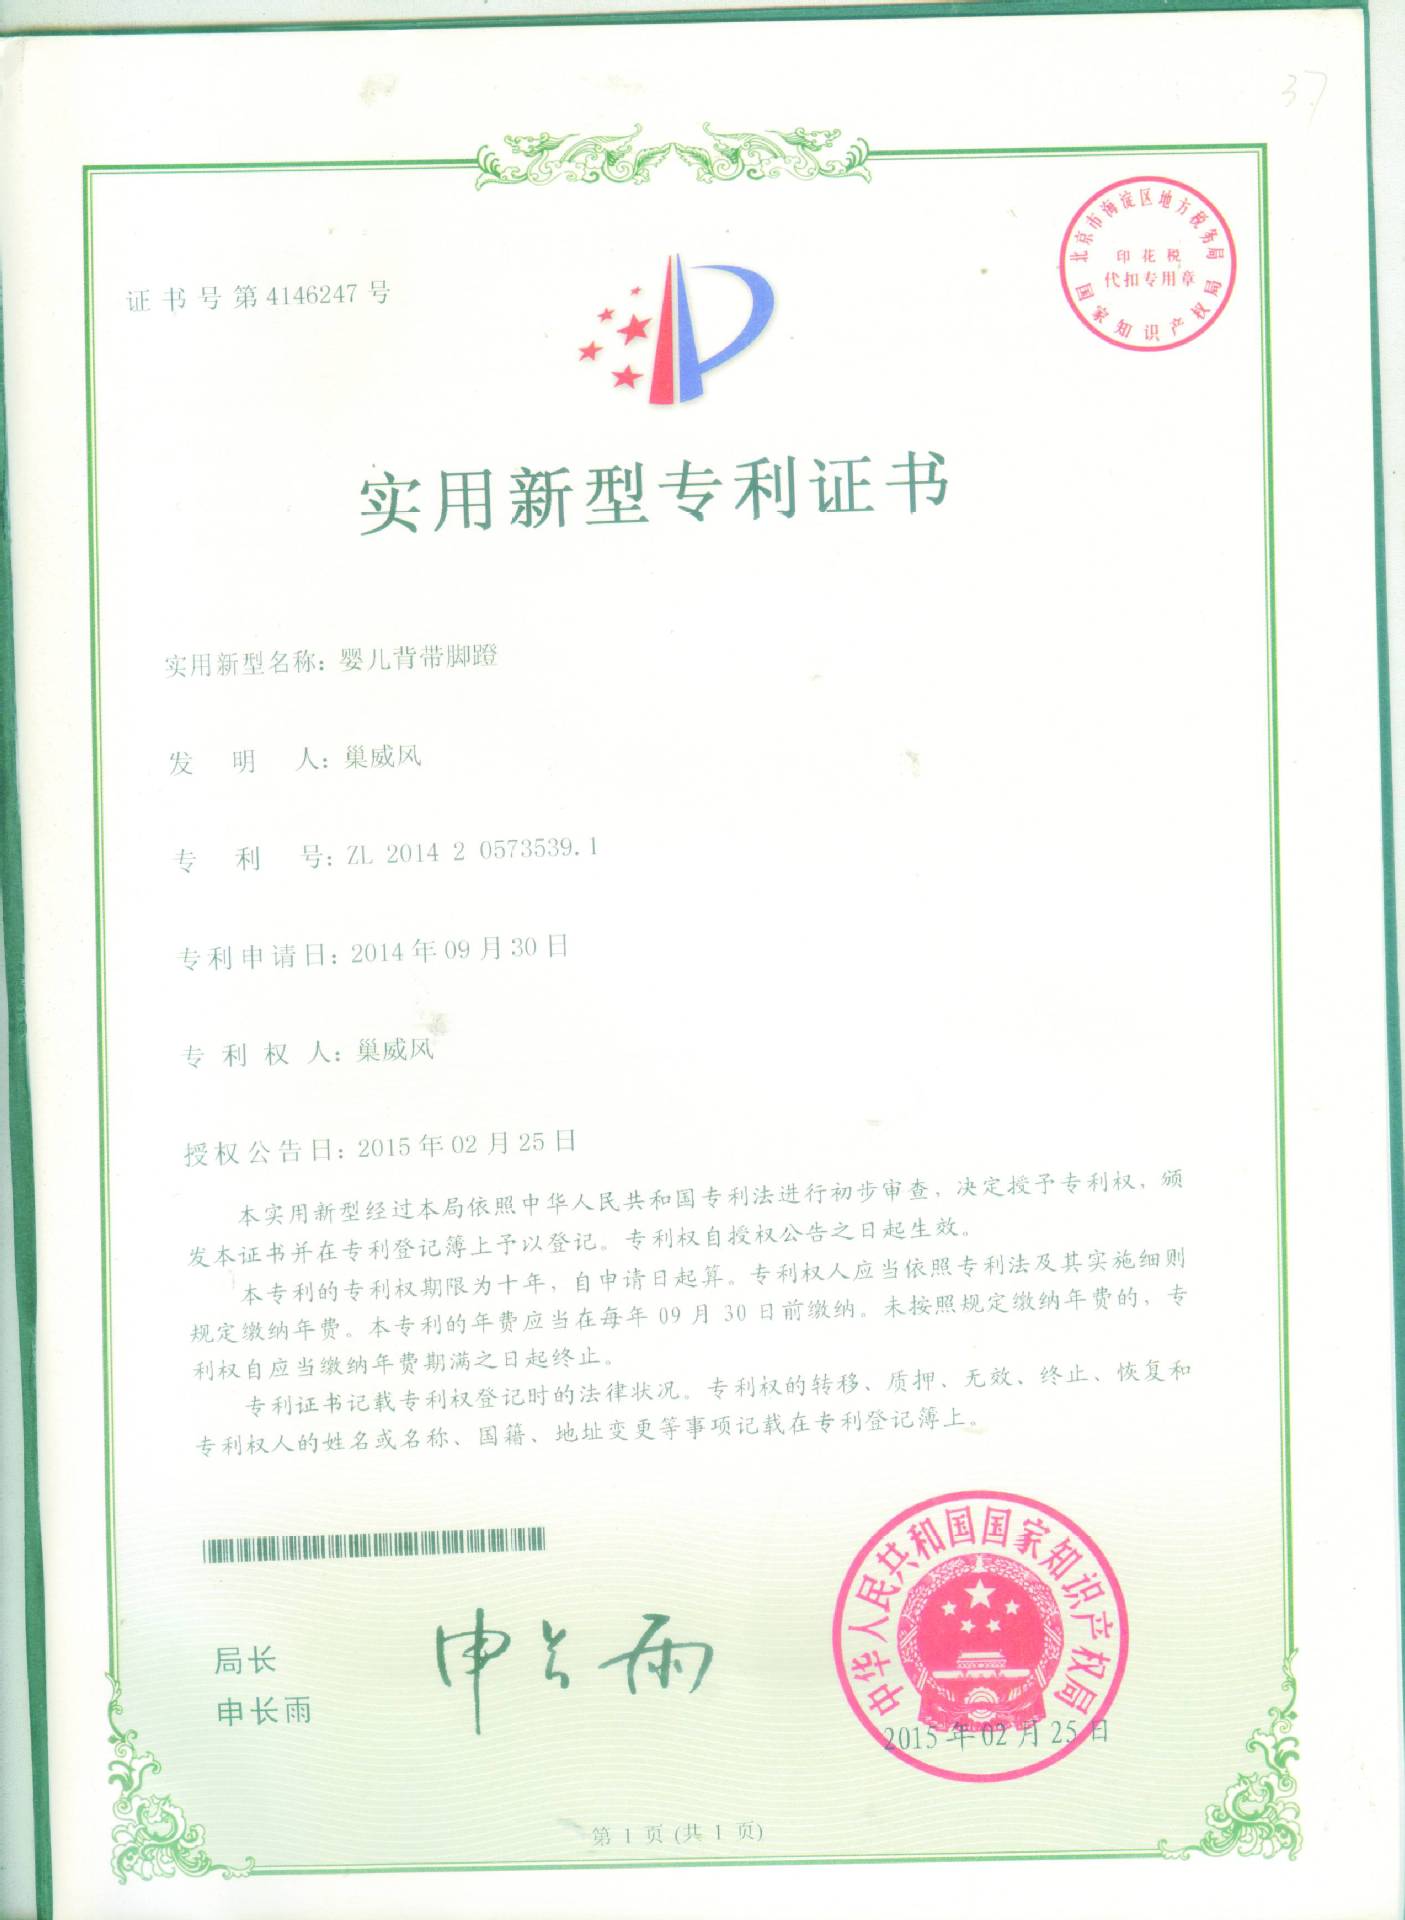 37
北京市海淀区地方税务局
印花税
代扣专用章
国家知识产权局
证书号第4146247号
实用新型专利证书
实用新型名称：婴儿背带脚蹬
发明人：巢威风
专利号：ZL 2014 2 0573539.1
专利申请日：2014年09月30日
专利权人：巢威风
授权公告日：2015年02月25日
本实用新型经过本局依照中华人民共和国专利法进行初步审查，决定授予专利权，颁
发本证书并在专利登记簿上予以登记。专利权自授权公告之日起生效。
本专利的专利权期限为十年，自申请日起算。专利权人应当依照专利法及其实施细则
规定缴纳年费。本专利的年费应当在每年09月30日前缴纳。未按照规定缴纳年费的，专
利权自应当缴纳年费期满之日起终止。
专利证书记载专利权登记时的法律状况。专利权的转移、质押、无效、终止、恢复和
专利权人的姓名或名称、国籍、地址变更等事项记载在专利登记簿上。
局长
申长雨
申长雨
中华人民共和国国家知识产权局
2015年02月25日
第1页(共1页)